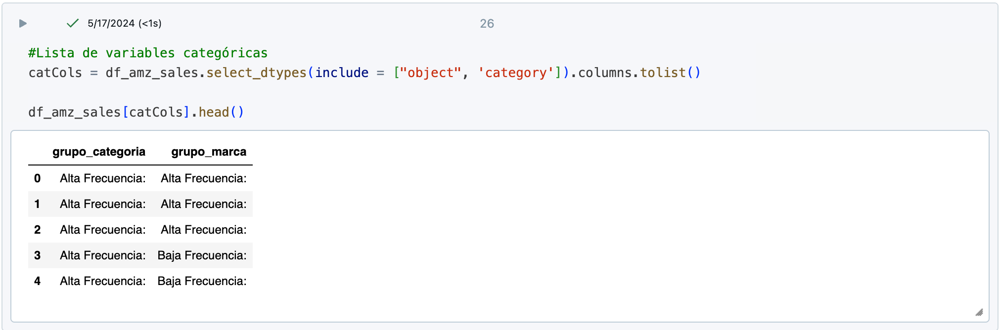 5/17/2024 (<1s)
26
#Lista de variables categóricas
catCols = df_amz_sales.select_dtypes(include = ["object", 'category']).columns.tolist()
df_amz_sales[catCols].head()
grupo_categoria grupo_marca
0 Alta Frecuencia: Alta Frecuencia:
1 Alta Frecuencia: Alta Frecuencia:
2 Alta Frecuencia: Alta Frecuencia:
3 Alta Frecuencia: Baja Frecuencia:
4 Alta Frecuencia: Baja Frecuencia: